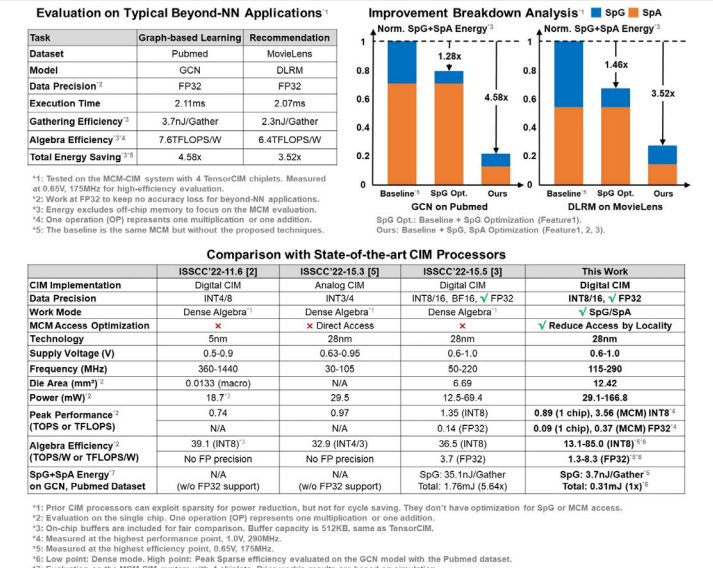 Evaluation on Typical Beyond-NN Applications*1
Task Graph-based Learning Recommendation
Dataset Pubmed MovieLens
Model GCN DLRM
Data Precision*2 FP32 FP32
Execution Time 2.11ms 2.07ms
Gathering Efficiency*3 3.7nJ/Gather 2.3nJ/Gather
Algebra Efficiency*3*4 7.6TFLOPS/W 6.4TFLOPS/W
Total Energy Saving*3*5 4.58x 3.52x
*1: Tested on the MCM-CIM system with 4 TensorCIM chiplets. Measured
at 0.65V, 175MHz for high-efficiency evaluation.
*2: Work at FP32 to keep no accuracy loss for beyond-NN applications.
*3: Energy excludes off-chip memory to focus on the MCM evaluation.
*4: One operation (OP) represents one multiplication or one addition.
*5: The baseline is the same MCM but without the proposed techniques.
Improvement Breakdown Analysis*1 SpG SpA
Norm. SpG+SpA Energy*3
1
0.8
0.6
0.4
0.2
0
1.28x
4.58x
Baseline*5 SpG Opt. Ours
GCN on Pubmed
Norm. SpG+SpA Energy*3
1
0.8
0.6
0.4
0.2
0
1.46x
3.52x
Baseline*5 SpG Opt. Ours
DLRM on MovieLens
SpG Opt.: Baseline + SpG Optimization (Feature1).
Ours: Baseline + SpG, SpA Optimization (Feature1, 2, 3).
Comparison with State-of-the-art CIM Processors
ISSCC'22-11.6 [2] ISSCC'22-15.3 [5] ISSCC'22-15.5 [3] This Work
CIM Implementation Digital CIM Analog CIM Digital CIM Digital CIM
Data Precision INT4/8 INT3/4 INT8/16, BF16, √ FP32 INT8/16, √ FP32
Work Mode Dense Algebra*1 Dense Algebra*1 Dense Algebra*1 √ SpG/SpA
MCM Access Optimization × × Direct Access × √ Reduce Access by Locality
Technology 5nm 28nm 28nm 28nm
Supply Voltage (V) 0.5-0.9 0.63-0.95 0.6-1.0 0.6-1.0
Frequency (MHz) 360-1440 30-105 50-220 115-290
Die Area (mm²)*2 0.0133 (macro) N/A 6.69 12.42
Power (mW)*2 18.7*3 29.5 12.5-69.4 29.1-166.8
Peak Performance*2 0.74 0.97 1.35 (INT8) 0.89 (1 chip), 3.56 (MCM) INT8*4
(TOPS or TFLOPS) N/A N/A 0.14 (FP32) 0.09 (1 chip), 0.37 (MCM) FP32*4
Algebra Efficiency*2 39.1 (INT8)*3 32.9 (INT4/3) 36.5 (INT8) 13.1-85.0 (INT8)*5*6
(TOPS/W or TFLOPS/W) No FP precision No FP precision 3.7 (FP32) 1.3-8.3 (FP32)*5*6
SpG+SpA Energy*7 N/A N/A SpG: 35.1nJ/Gather SpG: 3.7nJ/Gather*5
on GCN, Pubmed Dataset (w/o FP32 support) (w/o FP32 support) Total: 1.76mJ (5.64x) Total: 0.31mJ (1x)*5
*1: Prior CIM processors can exploit sparsity for power reduction, but not for cycle saving. They don't have optimization for SpG or MCM access.
*2: Evaluation on the single chip. One operation (OP) represents one multiplication or one addition.
*3: On-chip buffers are included for fair comparison. Buffer capacity is 512KB, same as TensorCIM.
*4: Measured at the highest performance point, 1.0V, 290MHz.
*5: Measured at the highest efficiency point, 0.65V, 175MHz.
*6: Low point: Dense mode. High point: Peak Sparse efficiency evaluated on the GCN model with the Pubmed dataset.